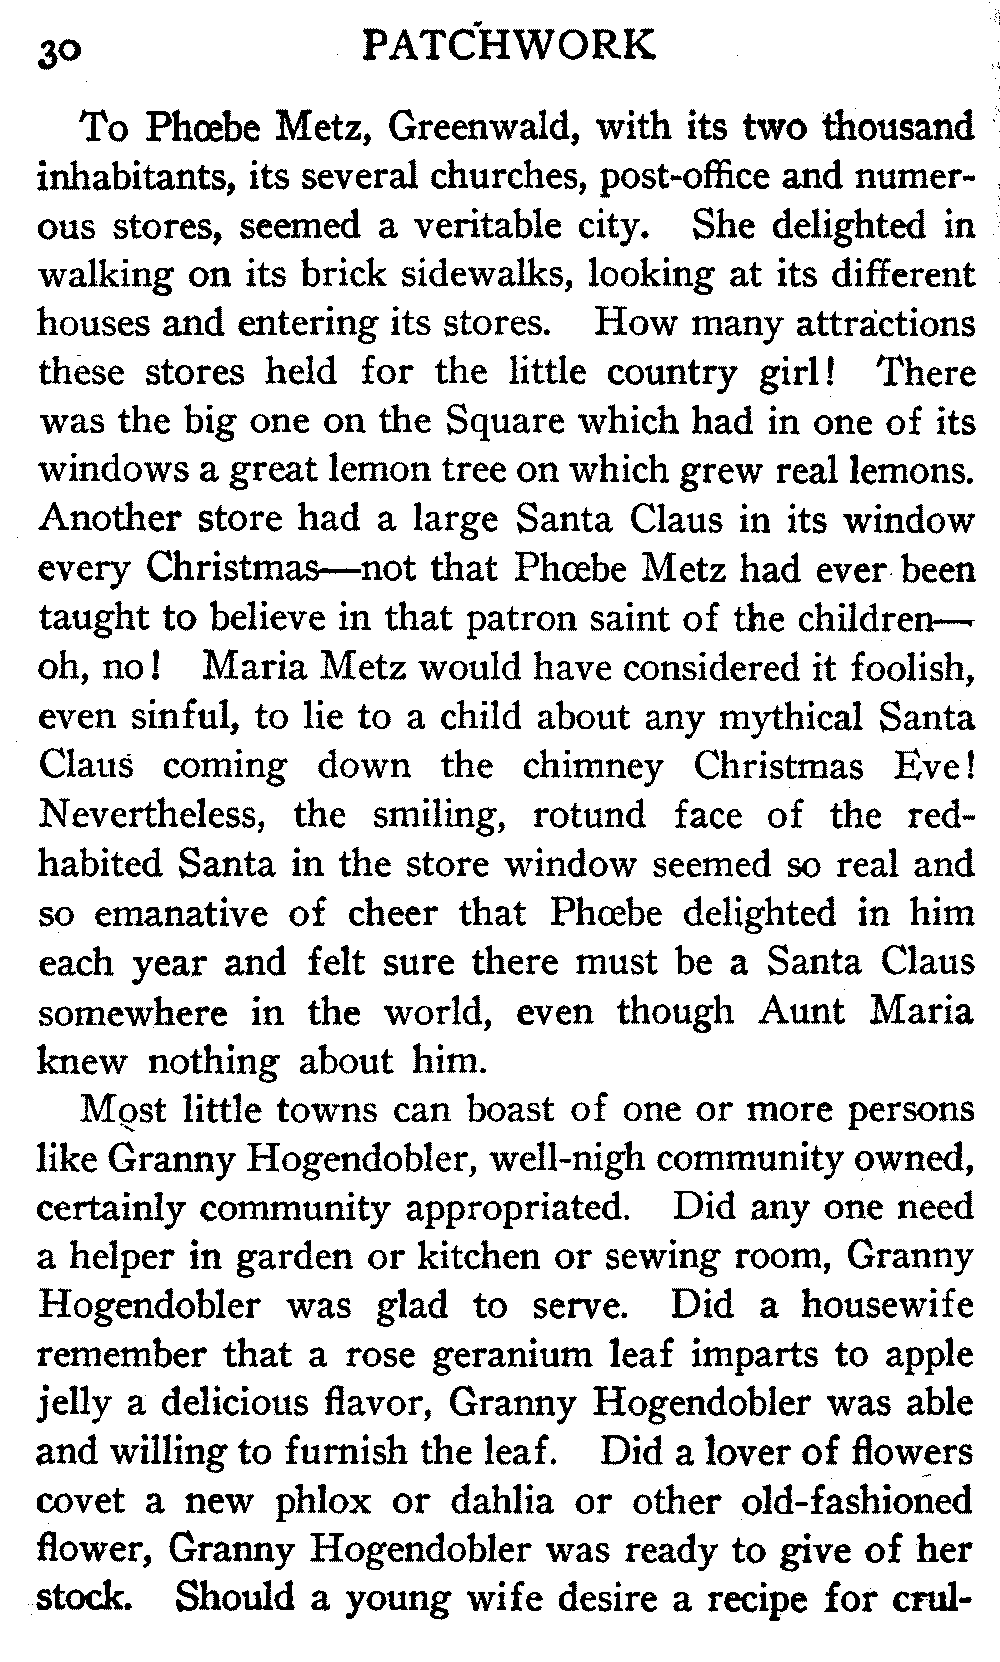 30 PATCHWORK
To Phœbe Metz, Greenwald, with its two thousand
inhabitants, its several churches, post-office and numer-
ous stores, seemed a veritable city. She delighted in
walking on its brick sidewalks, looking at its different
houses and entering its stores. How many attractions
these stores held for the little country girl! There
was the big one on the Square which had in one of its
windows a great lemon tree on which grew real lemons.
Another store had a large Santa Claus in its window
every Christmas—not that Phœbe Metz had ever been
taught to believe in that patron saint of the children—
oh, no! Maria Metz would have considered it foolish,
even sinful, to lie to a child about any mythical Santa
Claus coming down the chimney Christmas Eve!
Nevertheless, the smiling, rotund face of the red-
habited Santa in the store window seemed so real and
so emanative of cheer that Phœbe delighted in him
each year and felt sure there must be a Santa Claus
somewhere in the world, even though Aunt Maria
knew nothing about him.
Most little towns can boast of one or more persons
like Granny Hogendobler, well-nigh community owned,
certainly community appropriated. Did any one need
a helper in garden or kitchen or sewing room, Granny
Hogendobler was glad to serve. Did a housewife
remember that a rose geranium leaf imparts to apple
jelly a delicious flavor, Granny Hogendobler was able
and willing to furnish the leaf. Did a lover of flowers
covet a new phlox or dahlia or other old-fashioned
flower, Granny Hogendobler was ready to give of her
stock. Should a young wife desire a recipe for crul-